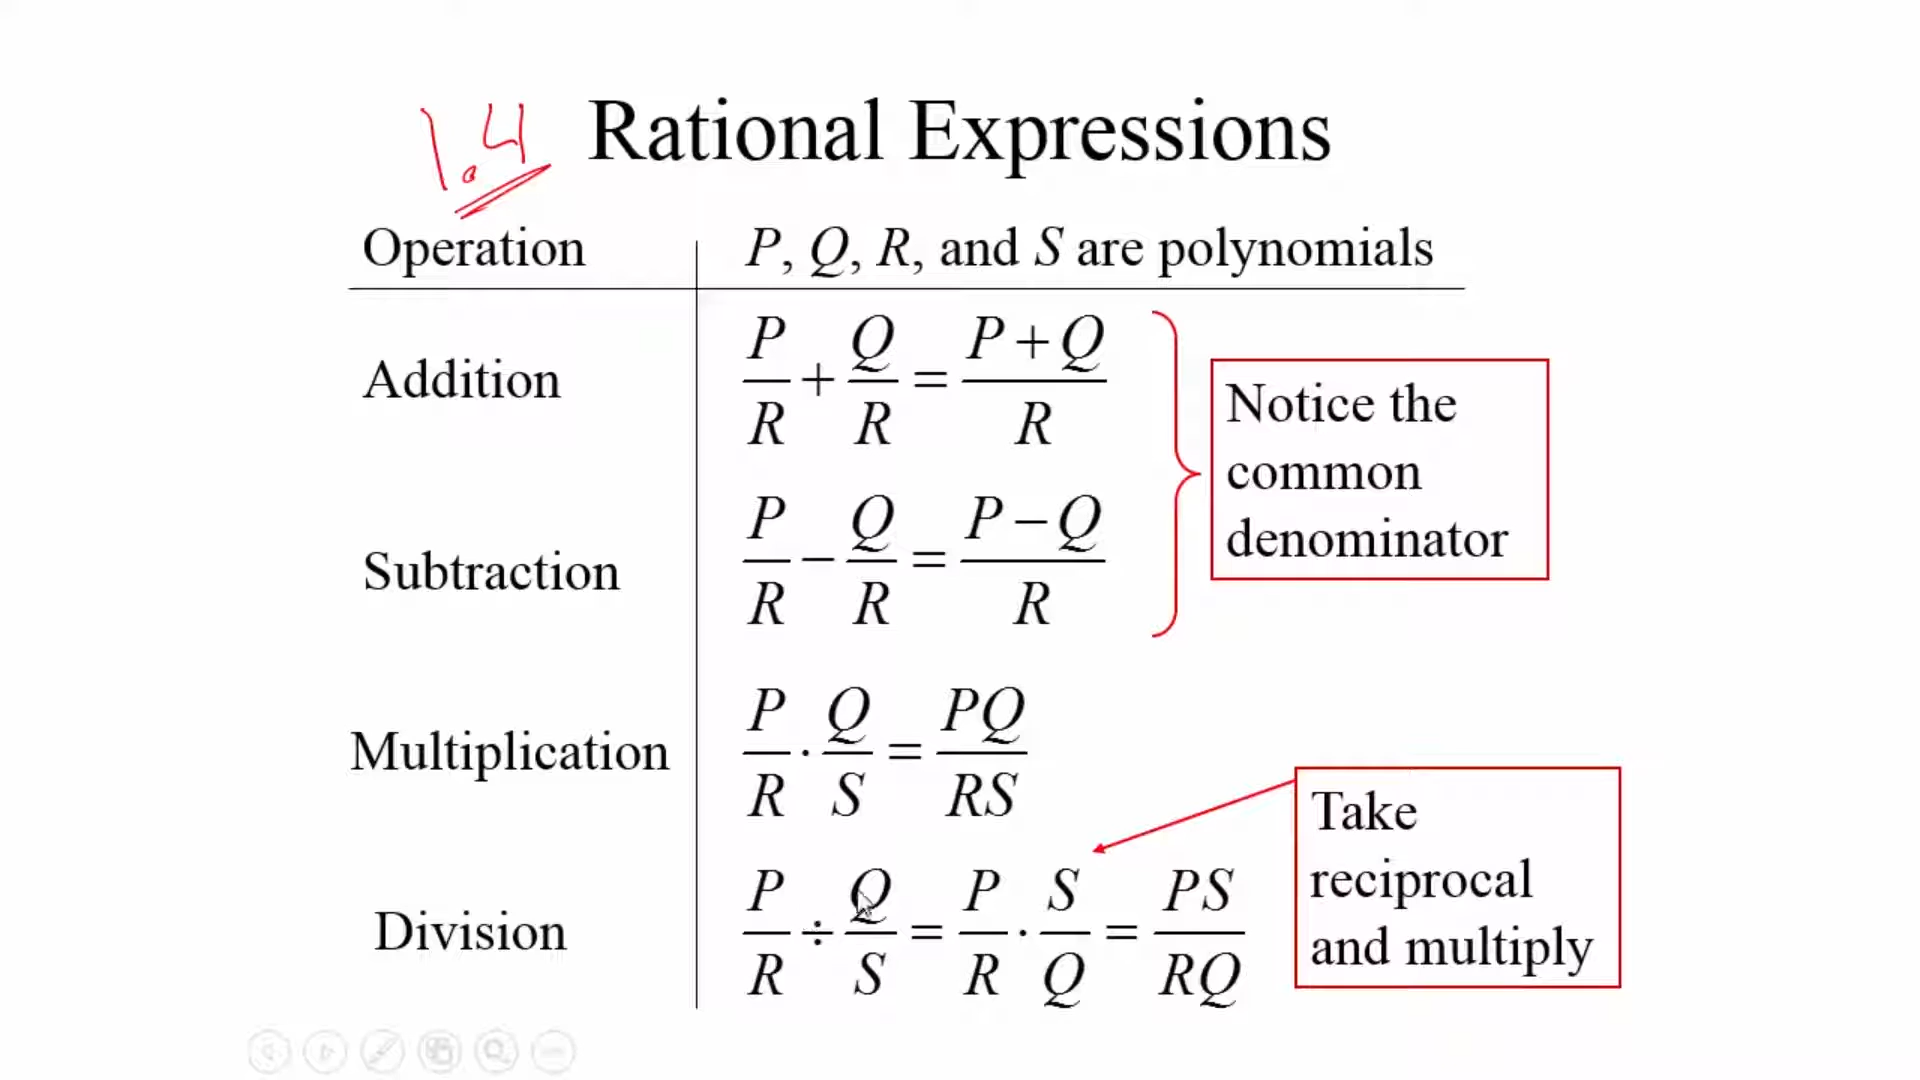 1.4 Rational Expressions
Operation P, Q, R, and S are polynomials
Addition P/R + Q/R = P + Q/R
Notice the
common
denominator
Subtraction P/R − Q/R = P − Q/R
Multiplication P/R · Q/S = PQ/RS
Division P/R ÷ Q/S = P/R · S/Q = PS/RQ
Take
reciprocal
and multiply